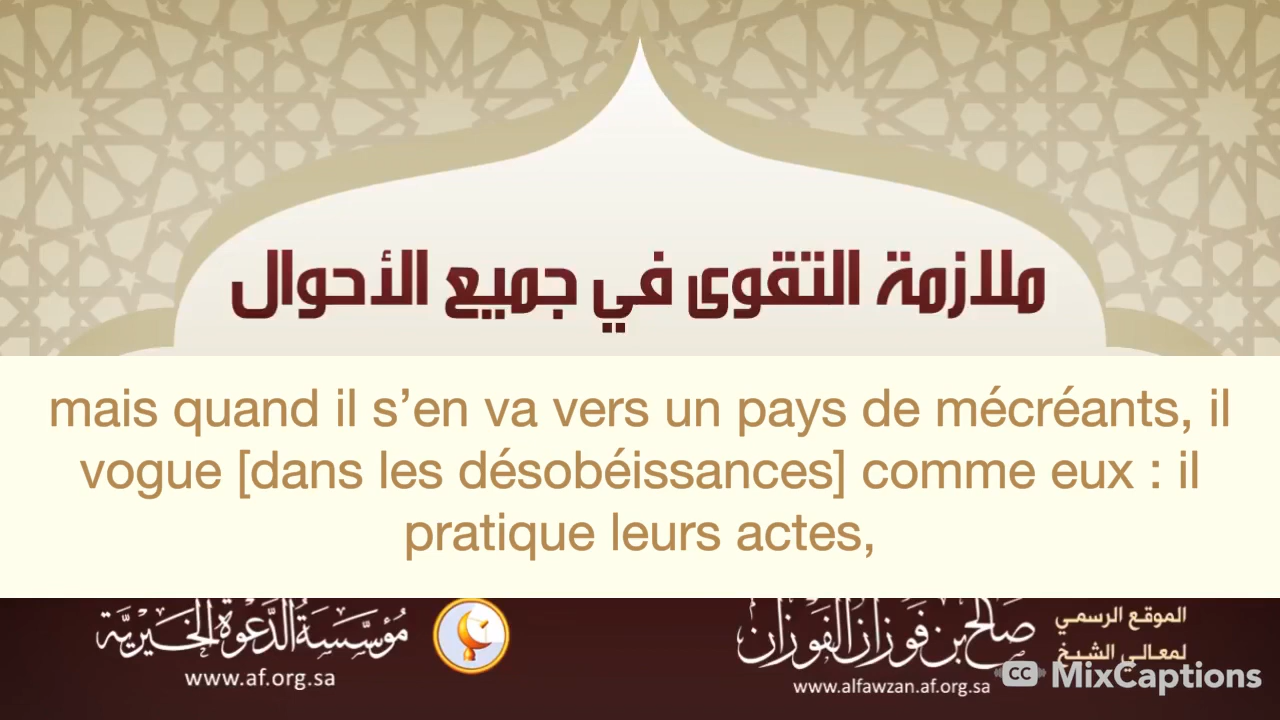 ملازمة التقوى في جميع الأحوال
mais quand il s’en va vers un pays de mécréants, il
vogue [dans les désobéissances] comme eux : il
pratique leurs actes,
الموقع الرسمي
لمعالي الشيخ
صالح بن فوزان الفوزان
www.alfawzan.af.org.sa
مؤسسة الدعوة الخيرية
www.af.org.sa
CC MixCaptions